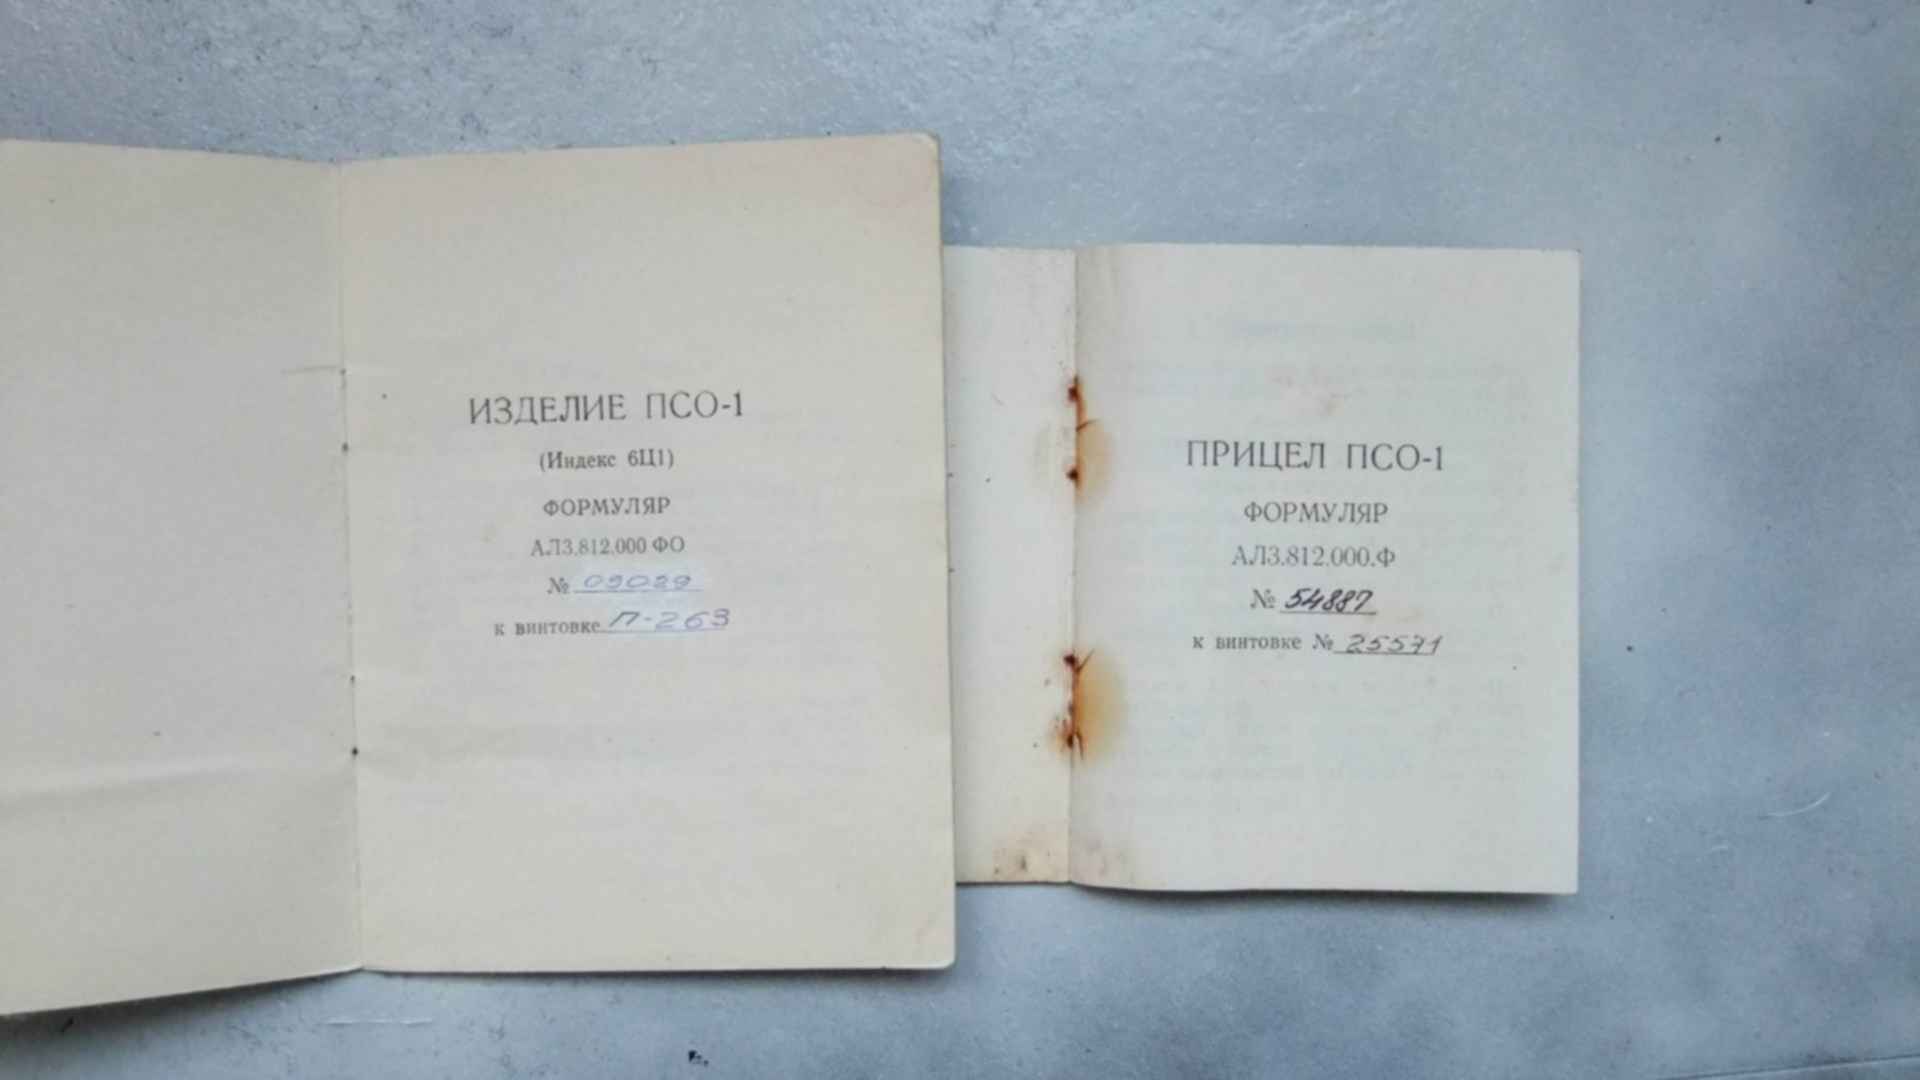 ИЗДЕЛИЕ ПСО-1
(Индекс 6Ц1)
ФОРМУЛЯР
АЛ3.812.000 ФО
№ 09029
к винтовке П-263
ПРИЦЕЛ ПСО-1
ФОРМУЛЯР
АЛ3.812.000.Ф
№ 54887
к винтовке № 25571